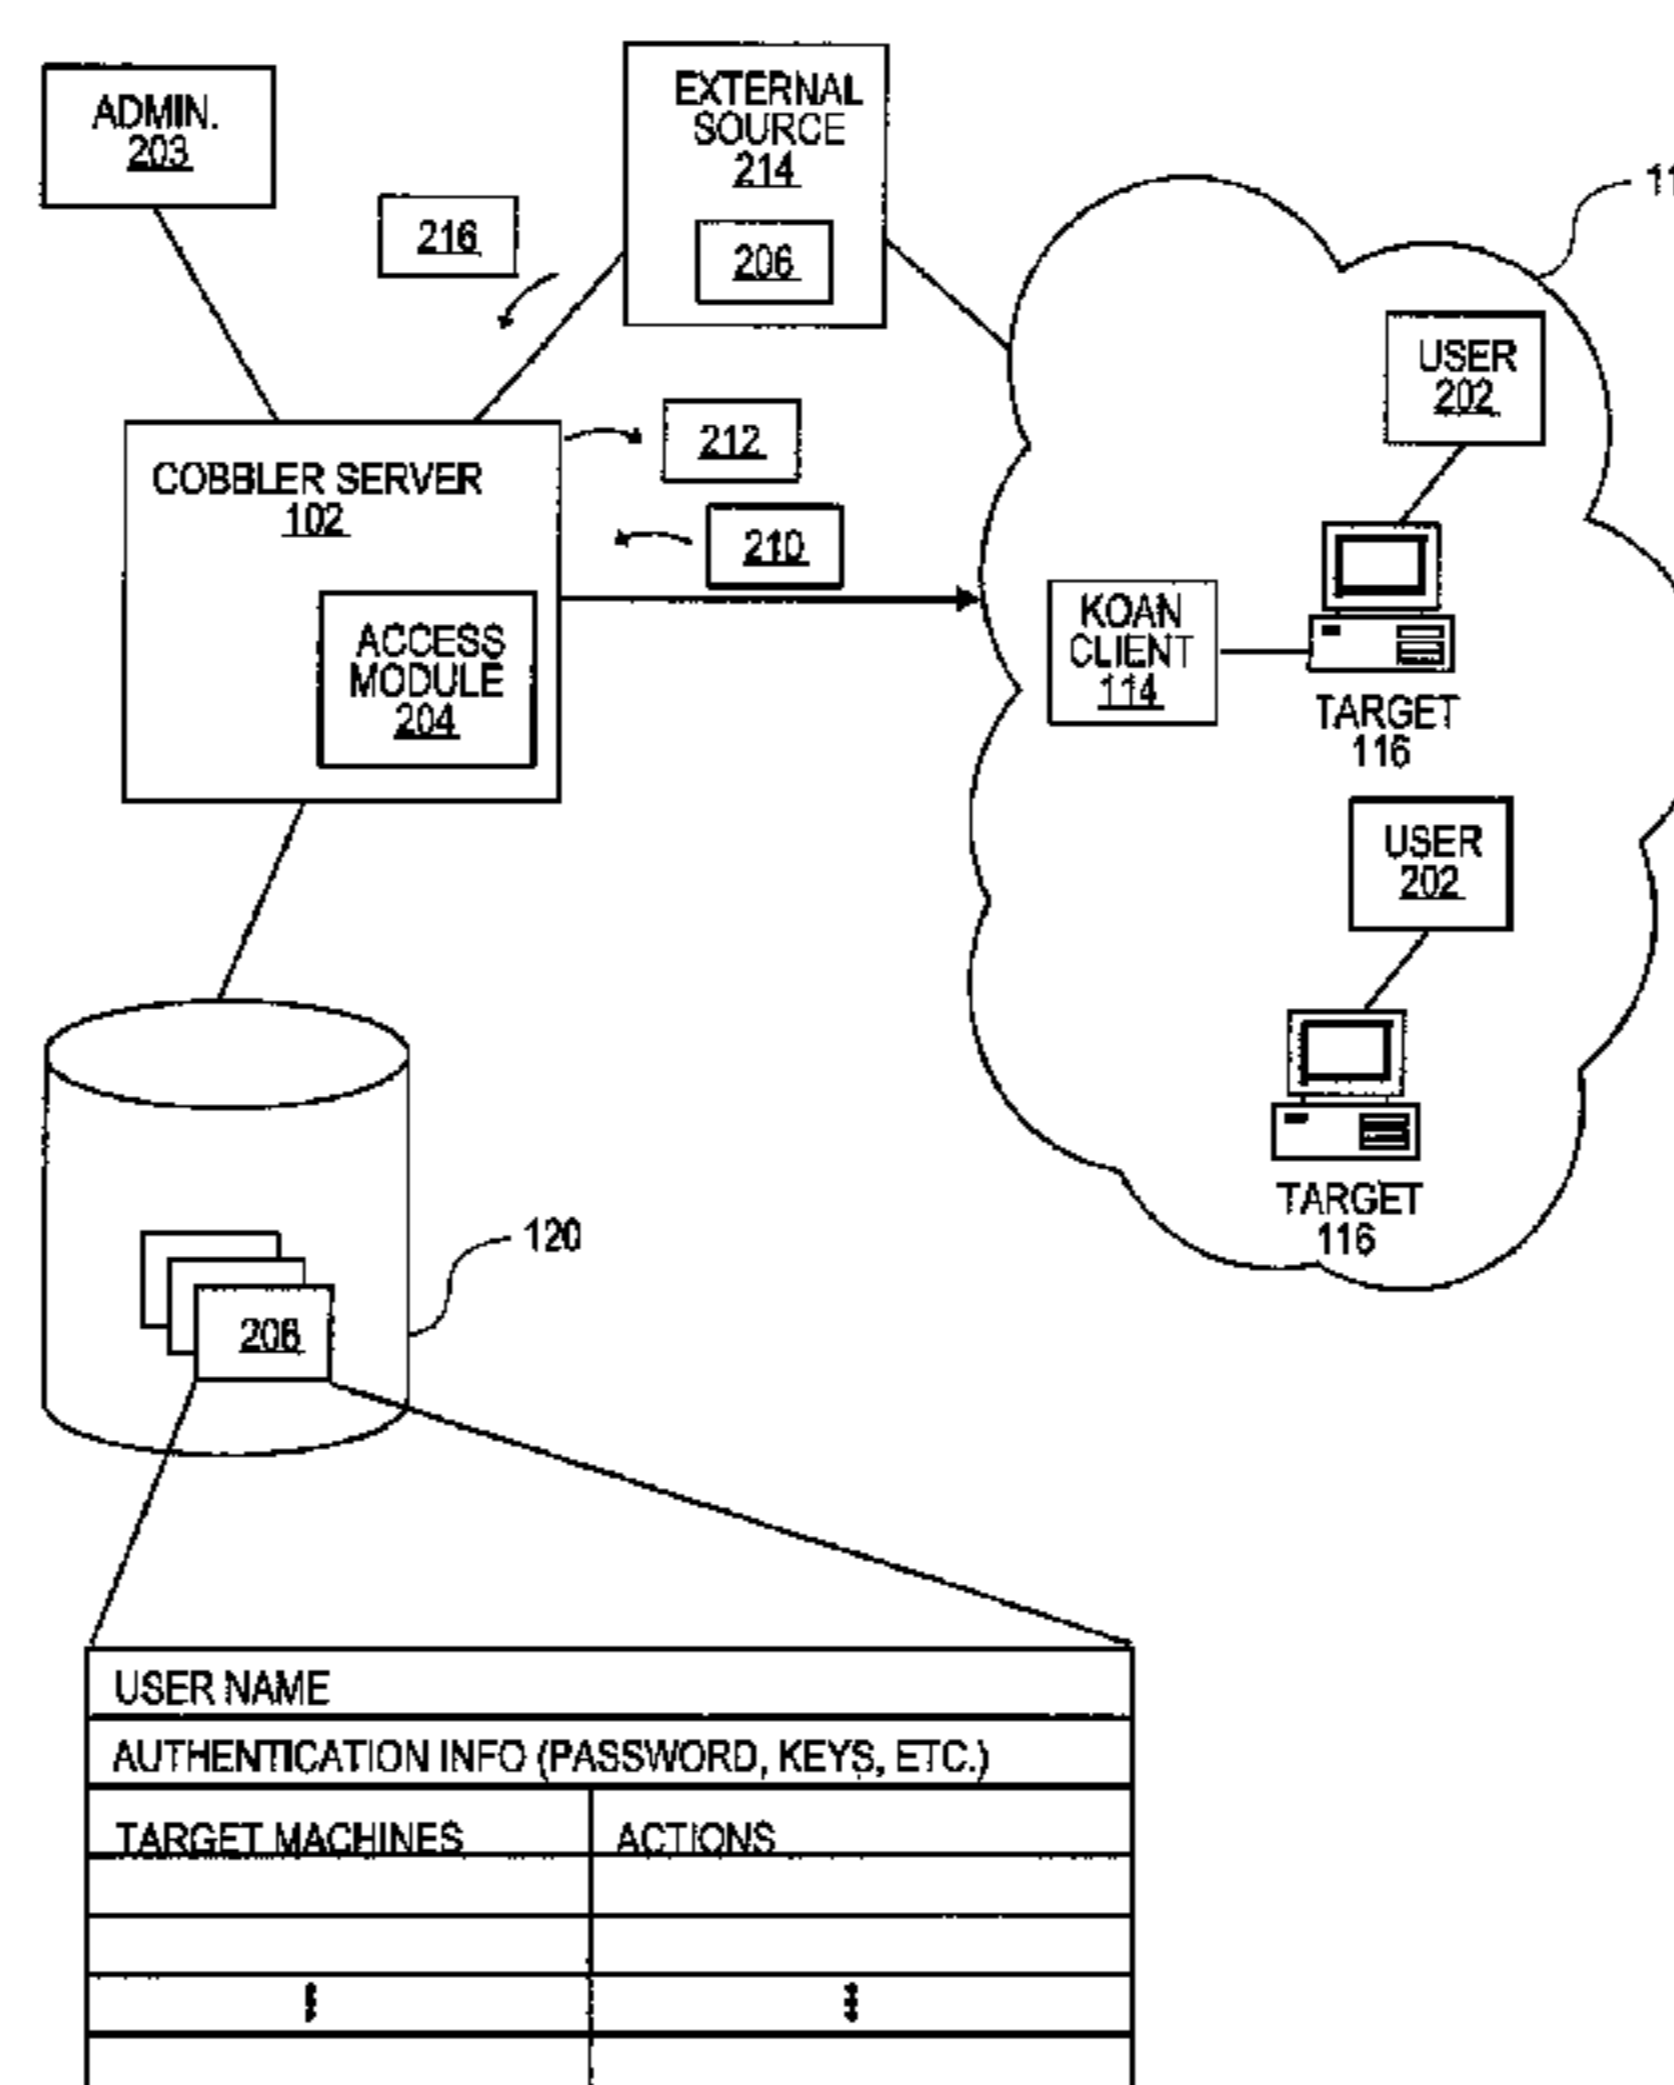 ADMIN.
203
EXTERNAL
SOURCE
214
206
216
11
USER
202
COBBLER SERVER
102
212
210
ACCESS
MODULE
204
KOAN
CLIENT
114
TARGET
116
USER
202
TARGET
116
120
206
USER NAME
AUTHENTICATION INFO (PASSWORD, KEYS, ETC.)
TARGET MACHINES
ACTIONS